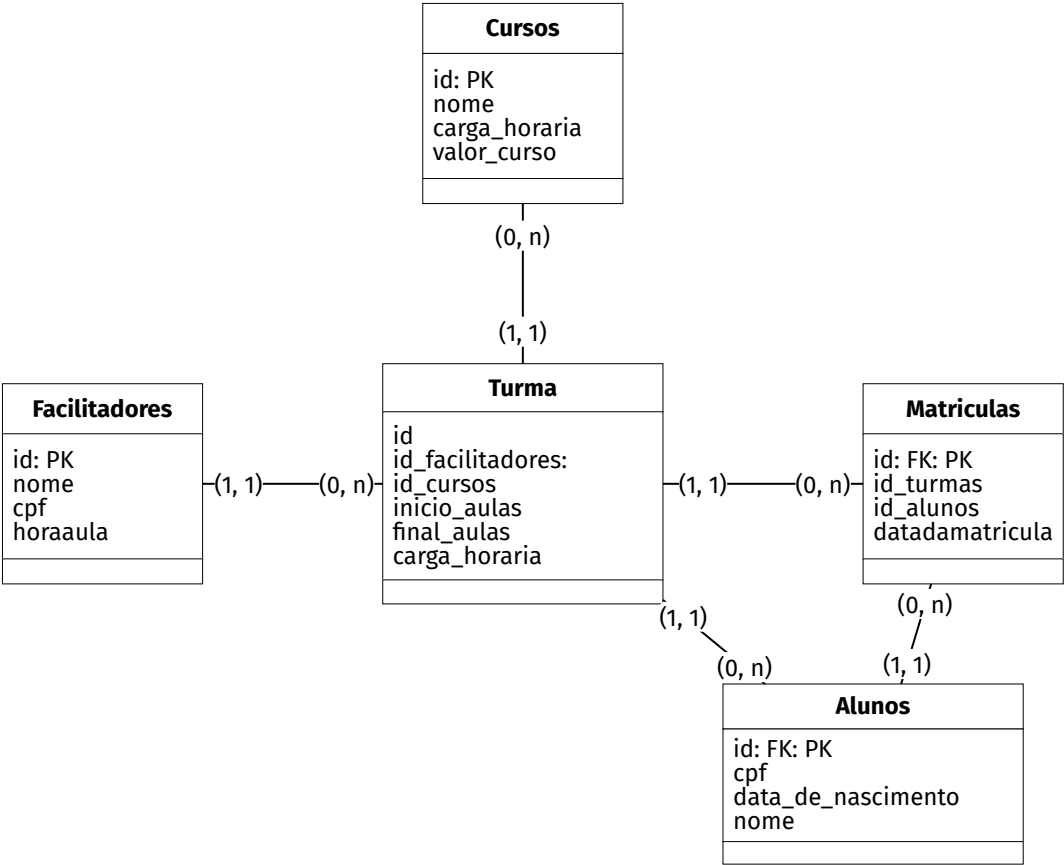 Cursos
id: PK
nome
carga_horaria
valor_curso
(0, n)
(1, 1)
Facilitadores
id: PK
nome
cpf
horaaula
(1, 1)
(0, n)
Turma
id
id_facilitadores:
id_cursos
inicio_aulas
final_aulas
carga_horaria
(1, 1)
(0, n)
Matriculas
id: FK: PK
id_turmas
id_alunos
datadamatricula
(1, 1)
(0, n)
(0, n)
(1, 1)
Alunos
id: FK: PK
cpf
data_de_nascimento
nome